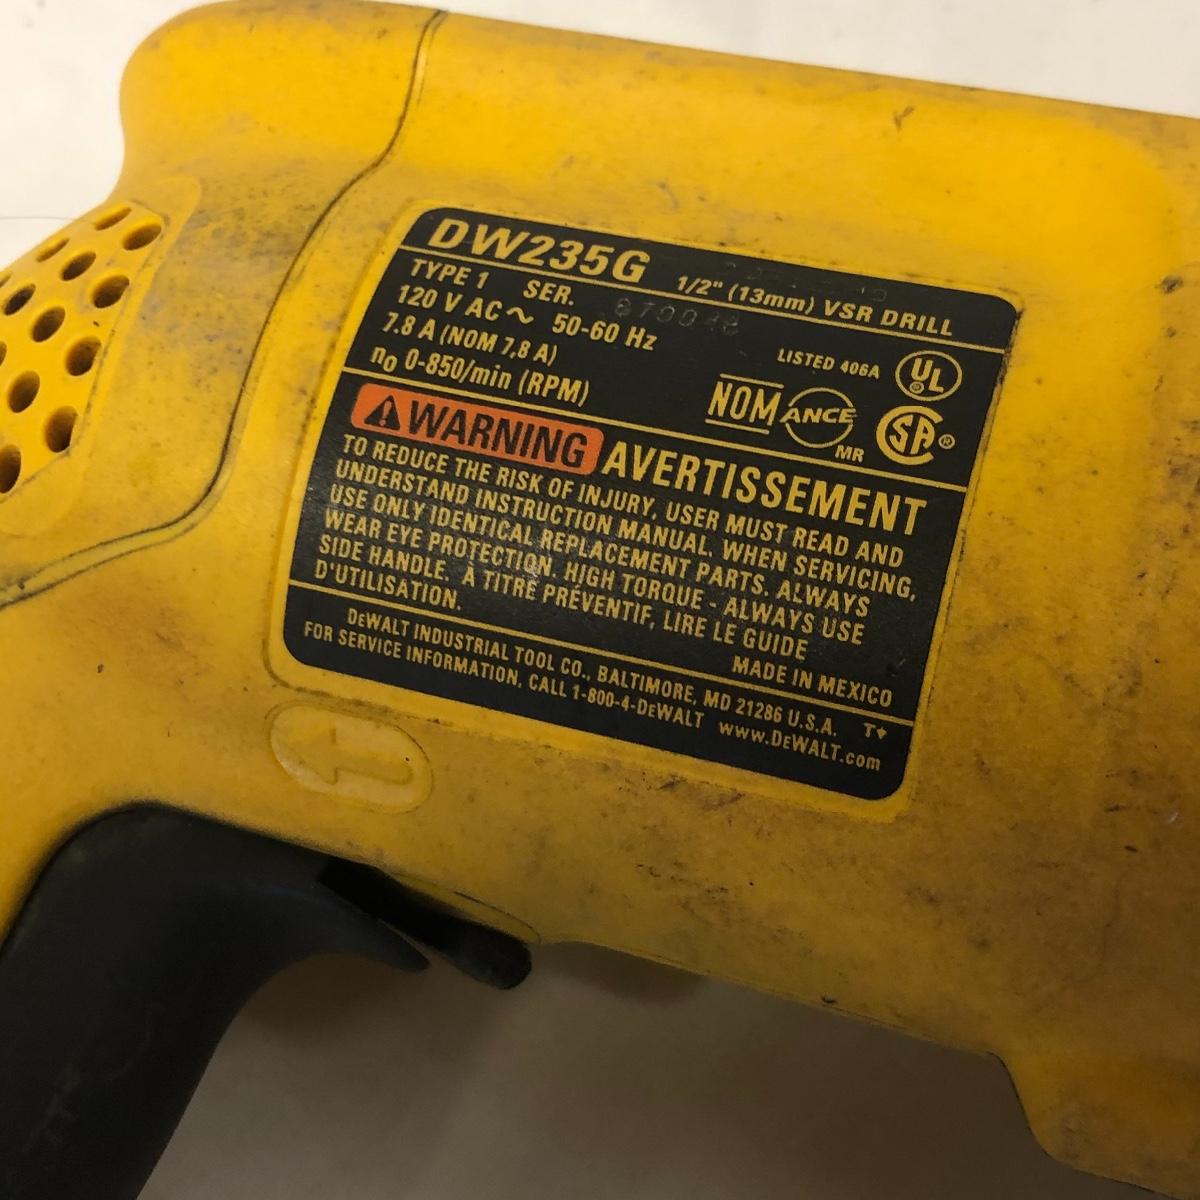 DW235G 1/2" (13mm) VSR DRILL
TYPE 1 SER.
120 V AC ~ 50-60 Hz
7.8 A (NOM 7,8 A)
n₀ 0-850/min (RPM)
LISTED 406A UL
NOM ANCE MR SA®
⚠WARNING AVERTISSEMENT
TO REDUCE THE RISK OF INJURY, USER MUST READ AND
UNDERSTAND INSTRUCTION MANUAL. WHEN SERVICING,
USE ONLY IDENTICAL REPLACEMENT PARTS. ALWAYS
WEAR EYE PROTECTION. HIGH TORQUE - ALWAYS USE
SIDE HANDLE. À TITRE PRÉVENTIF, LIRE LE GUIDE
D'UTILISATION.
MADE IN MEXICO
DEWALT INDUSTRIAL TOOL CO., BALTIMORE, MD 21286 U.S.A.
FOR SERVICE INFORMATION, CALL 1-800-4-DEWALT www.DEWALT.com